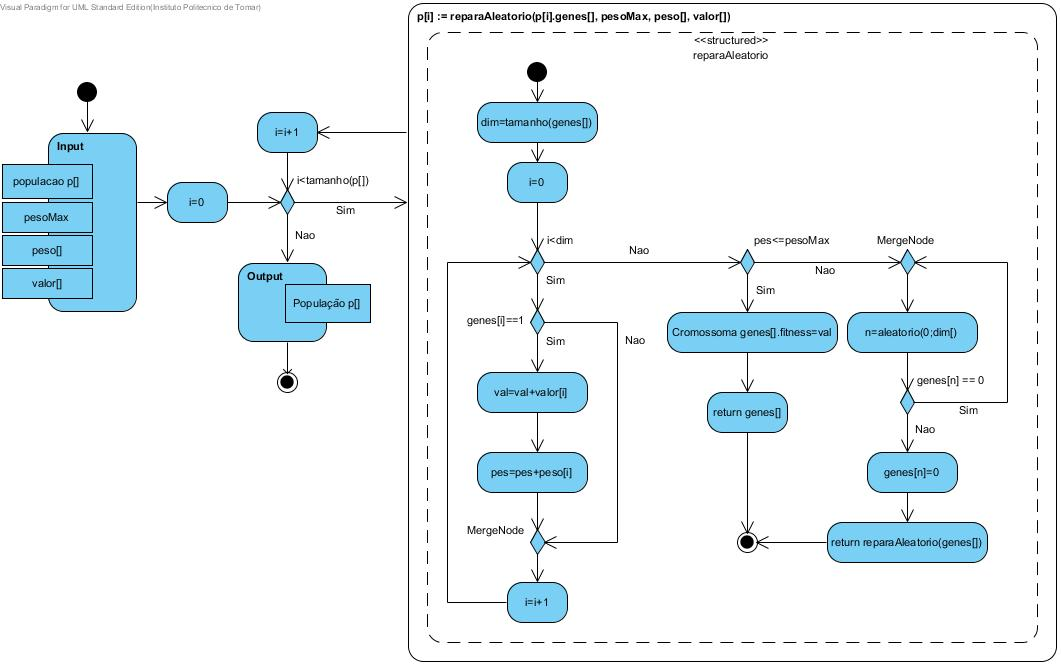 Visual Paradigm for UML Standard Edition(Instituto Politecnico de Tomar)
p[i] := reparaAleatorio(p[i].genes[], pesoMax, peso[], valor[])
<<structured>>
reparaAleatorio
Input
populacao p[]
pesoMax
peso[]
valor[]
i=0
i=i+1
i<tamanho(p[])
Sim
Nao
Output
População p[]
dim=tamanho(genes[])
i=0
i<dim
Nao
Sim
genes[i]==1
Nao
Sim
val=val+valor[i]
pes=pes+peso[i]
MergeNode
i=i+1
pes<=pesoMax
Nao
Sim
Cromossoma genes[].fitness=val
return genes[]
MergeNode
n=aleatorio(0;dim[)
genes[n] == 0
Sim
Nao
genes[n]=0
return reparaAleatorio(genes[])